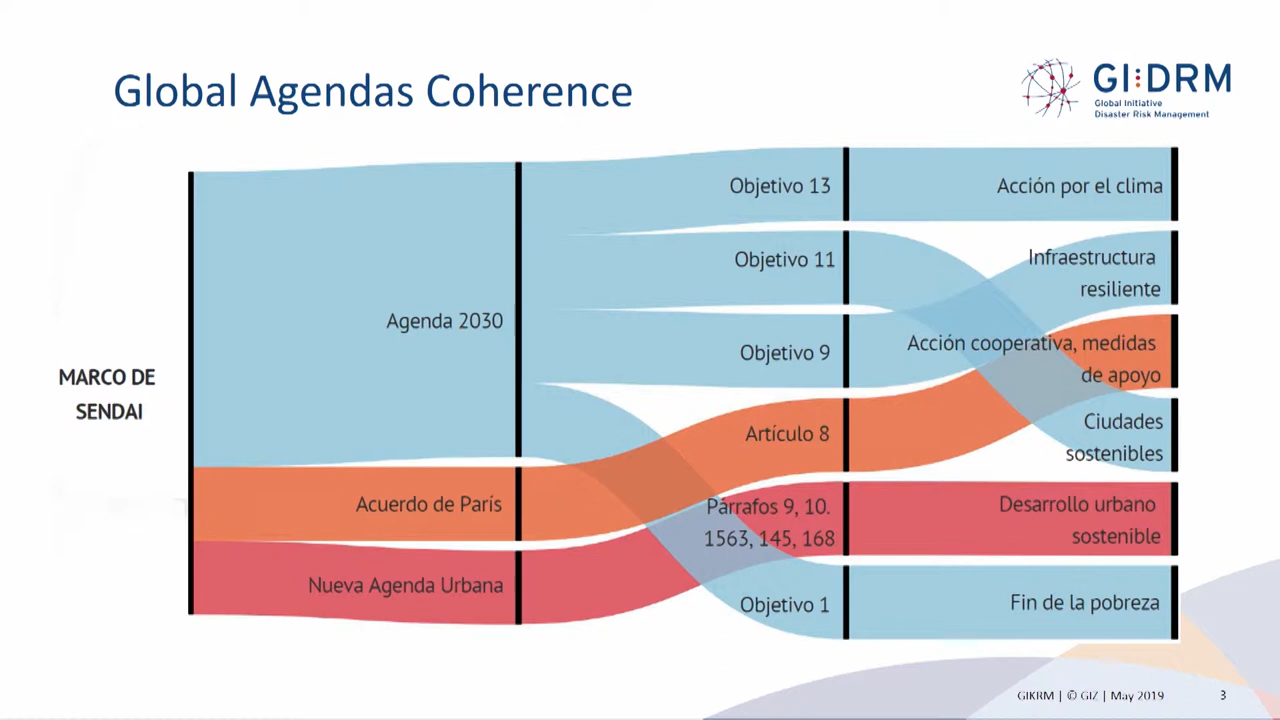 Global Agendas Coherence
GI:DRM
Global Initiative
Disaster Risk Management
MARCO DE
SENDAI
Agenda 2030
Acuerdo de París
Nueva Agenda Urbana
Objetivo 13
Objetivo 11
Objetivo 9
Artículo 8
Párrafos 9, 10.
1563, 145, 168
Objetivo 1
Acción por el clima
Infraestructura
resiliente
Acción cooperativa, medidas
de apoyo
Ciudades
sostenibles
Desarrollo urbano
sostenible
Fin de la pobreza
GIKRM | © GIZ | May 2019
3